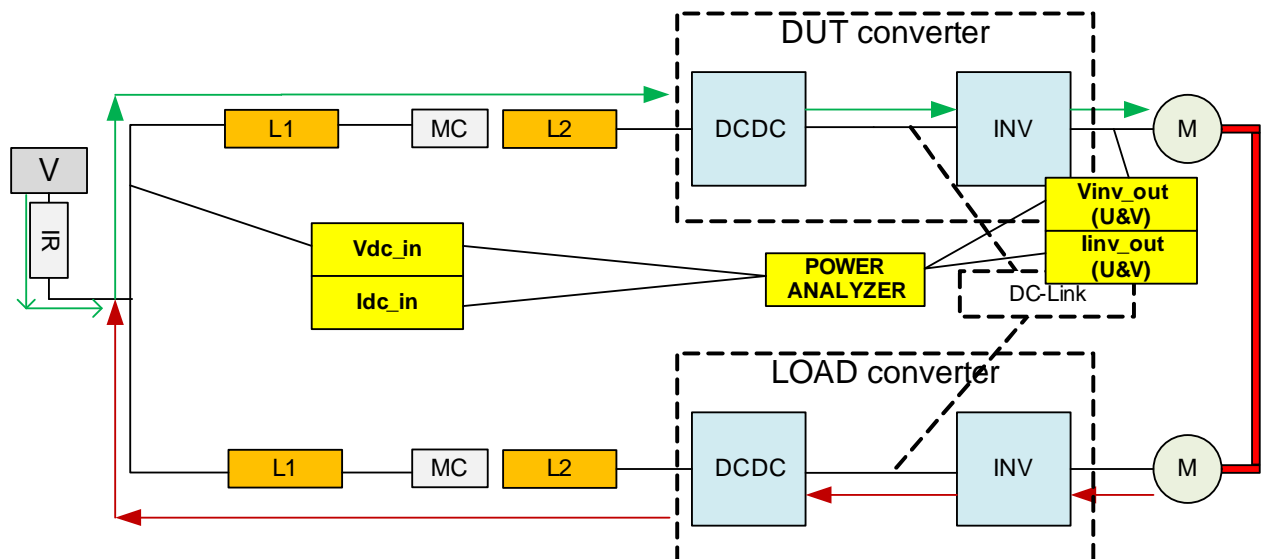 DUT converter
L1
MC
L2
DCDC
INV
M
V
IR
Vdc_in
Idc_in
POWER
ANALYZER
Vinv_out
(U&V)
Iinv_out
(U&V)
DC-Link
LOAD converter
L1
MC
L2
DCDC
INV
M